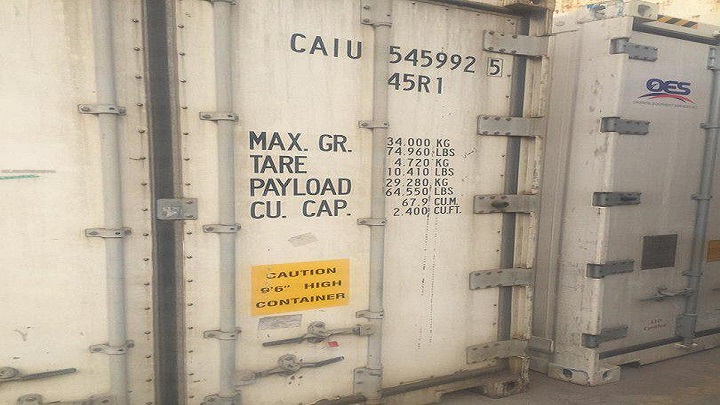 CAIU 545992 5
45R1
MAX. GR. 34.000 KG
74.960 LBS
TARE 4.720 KG
10.410 LBS
PAYLOAD 29.280 KG
64.550 LBS
CU. CAP. 67.9 CU.M.
2.400 CU.FT.
CAUTION
9'6" HIGH
CONTAINER
OES